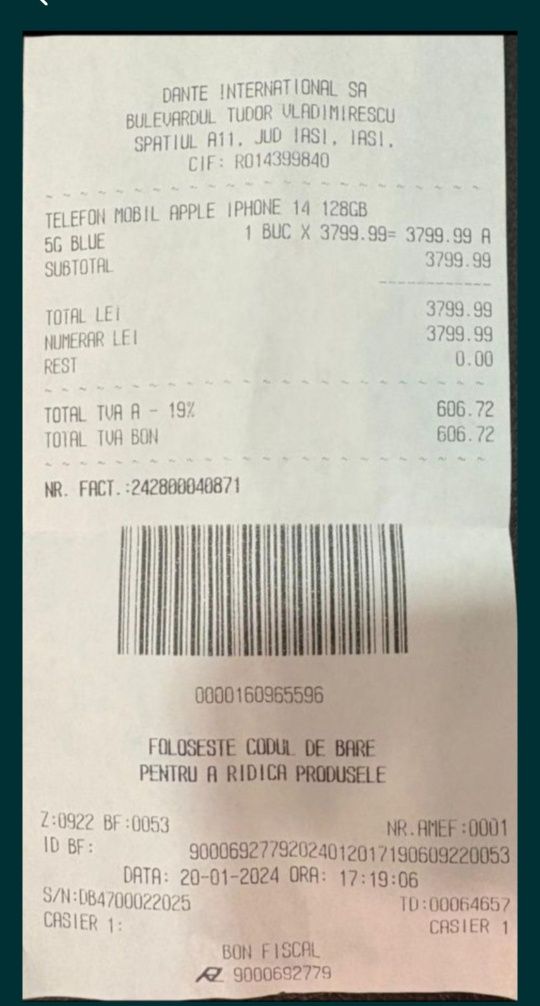 DANTE INTERNATIONAL SA
BULEVARDUL TUDOR VLADIMIRESCU
SPATIUL A11, JUD IASI, IASI,
CIF: RO14399840
TELEFON MOBIL APPLE IPHONE 14 128GB
5G BLUE 1 BUC X 3799.99= 3799.99 A
SUBTOTAL 3799.99
TOTAL LEI 3799.99
NUMERAR LEI 3799.99
REST 0.00
TOTAL TVA A - 19% 606.72
TOTAL TVA BON 606.72
NR. FACT.:242800040871
0000160965596
FOLOSESTE CODUL DE BARE
PENTRU A RIDICA PRODUSELE
Z:0922 BF:0053 NR.AMEF:0001
ID BF: 90006927792024012017190609220053
DATA: 20-01-2024 ORA: 17:19:06
S/N:DB4700022025 TD:00064657
CASIER 1: CASIER 1
BON FISCAL
9000692779